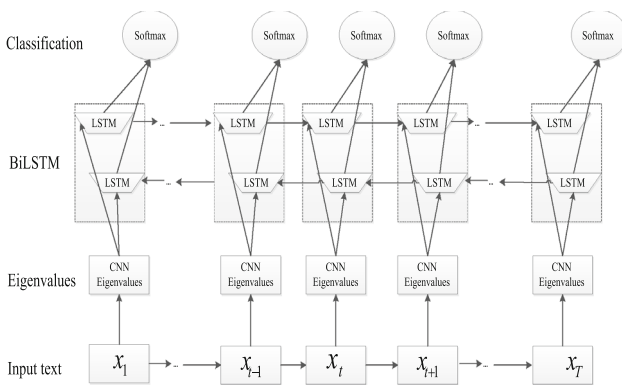 Classification Softmax Softmax Softmax Softmax Softmax
LSTM ... LSTM LSTM LSTM ... LSTM
BiLSTM
LSTM ... LSTM LSTM LSTM ... LSTM
CNN CNN CNN CNN CNN
Eigenvalues Eigenvalues Eigenvalues Eigenvalues Eigenvalues Eigenvalues
Input text x₁ ... xₜ₋₁ xₜ xₜ₊₁ ... x_T